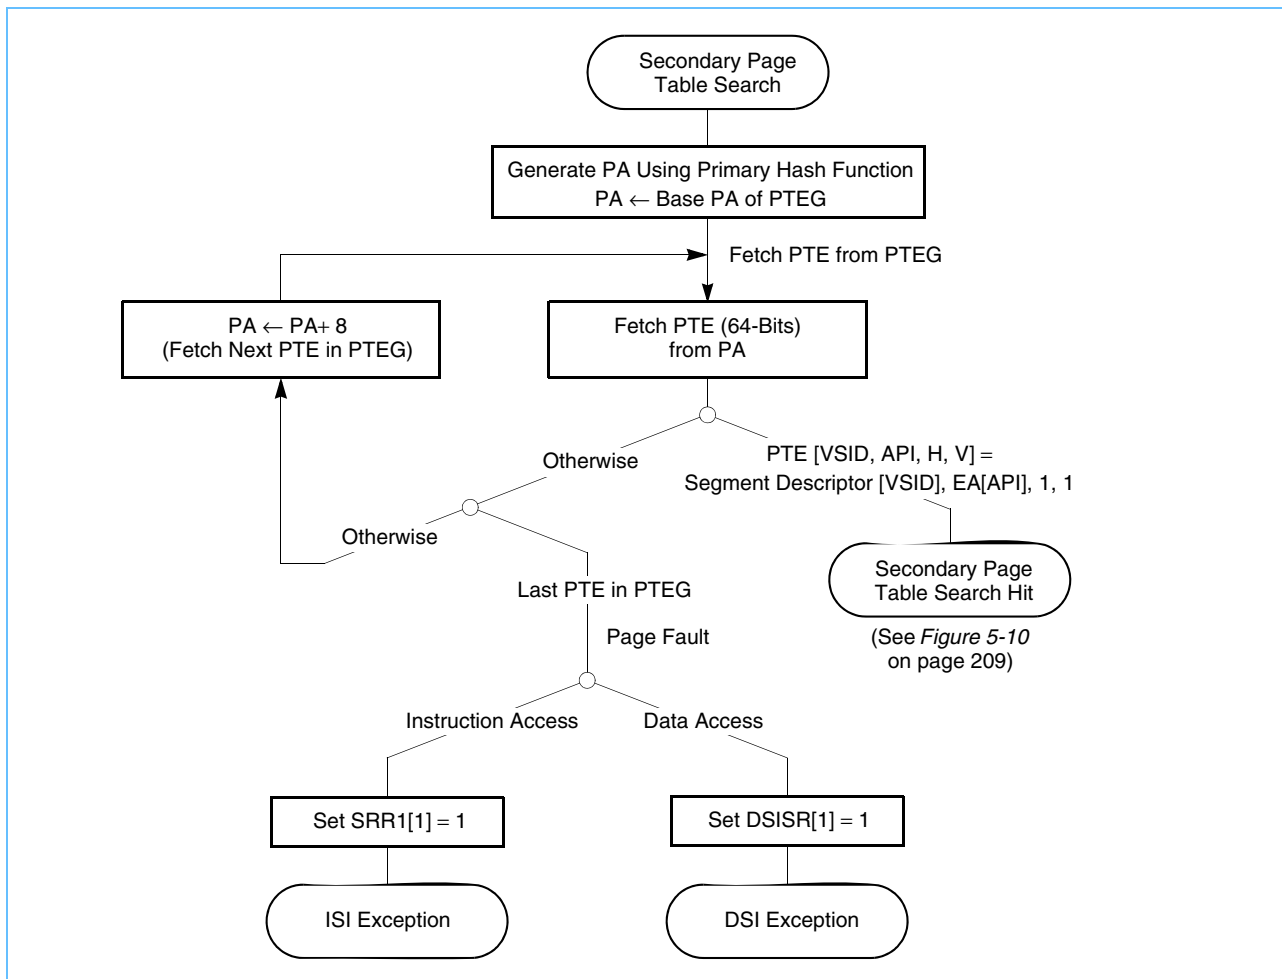 Secondary Page
Table Search
Generate PA Using Primary Hash Function
PA ← Base PA of PTEG
Fetch PTE from PTEG
PA ← PA+ 8
(Fetch Next PTE in PTEG)
Fetch PTE (64-Bits)
from PA
Otherwise
PTE [VSID, API, H, V] =
Segment Descriptor [VSID], EA[API], 1, 1
Otherwise
Secondary Page
Table Search Hit
Last PTE in PTEG
(See Figure 5-10
on page 209)
Page Fault
Instruction Access
Data Access
Set SRR1[1] = 1
Set DSISR[1] = 1
ISI Exception
DSI Exception